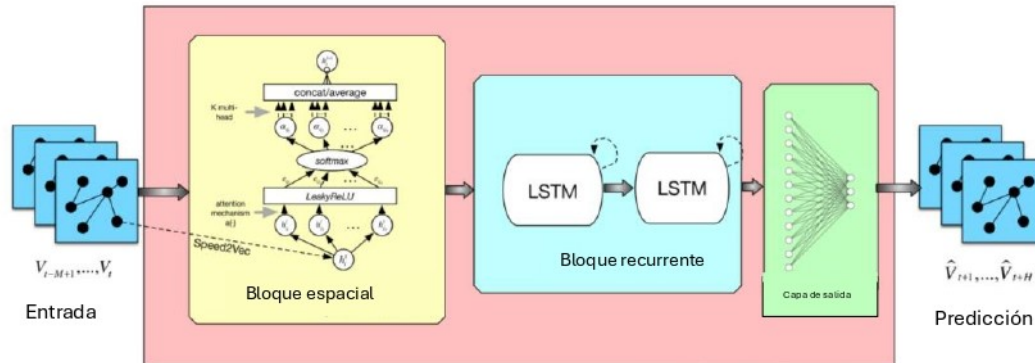 concat/average
K multi-
head
softmax
LeakyReLU
attention
mechanism
a()
Speed2Vec
V_{t-M+1},...,V_t
Entrada
Bloque espacial
LSTM
LSTM
Bloque recurrente
Capa de salida
V̂_{t+1},...,V̂_{t+H}
Predicción